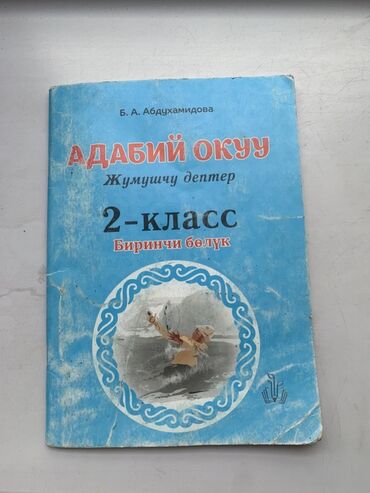 Б. А. Абдухамидова
АДАБИЙ ОКУУ
Жумушчу дептер
2-класс
Биринчи бөлүк